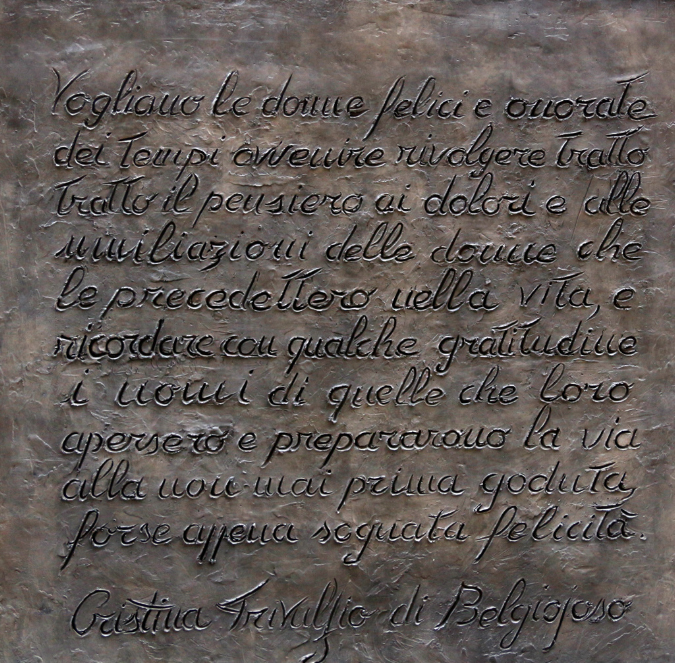 Vogliano le donne felici e onorate
dei tempi avvenire rivolgere tratto
tratto il pensiero ai dolori e alle
umiliazioni delle donne che
le precedettero nella vita, e
ricordare con qualche gratitudine
i nomi di quelle che loro
apersero e prepararono la via
alla non mai prima goduta,
forse appena sognata felicità.
Cristina Trivulzio di Belgiojoso